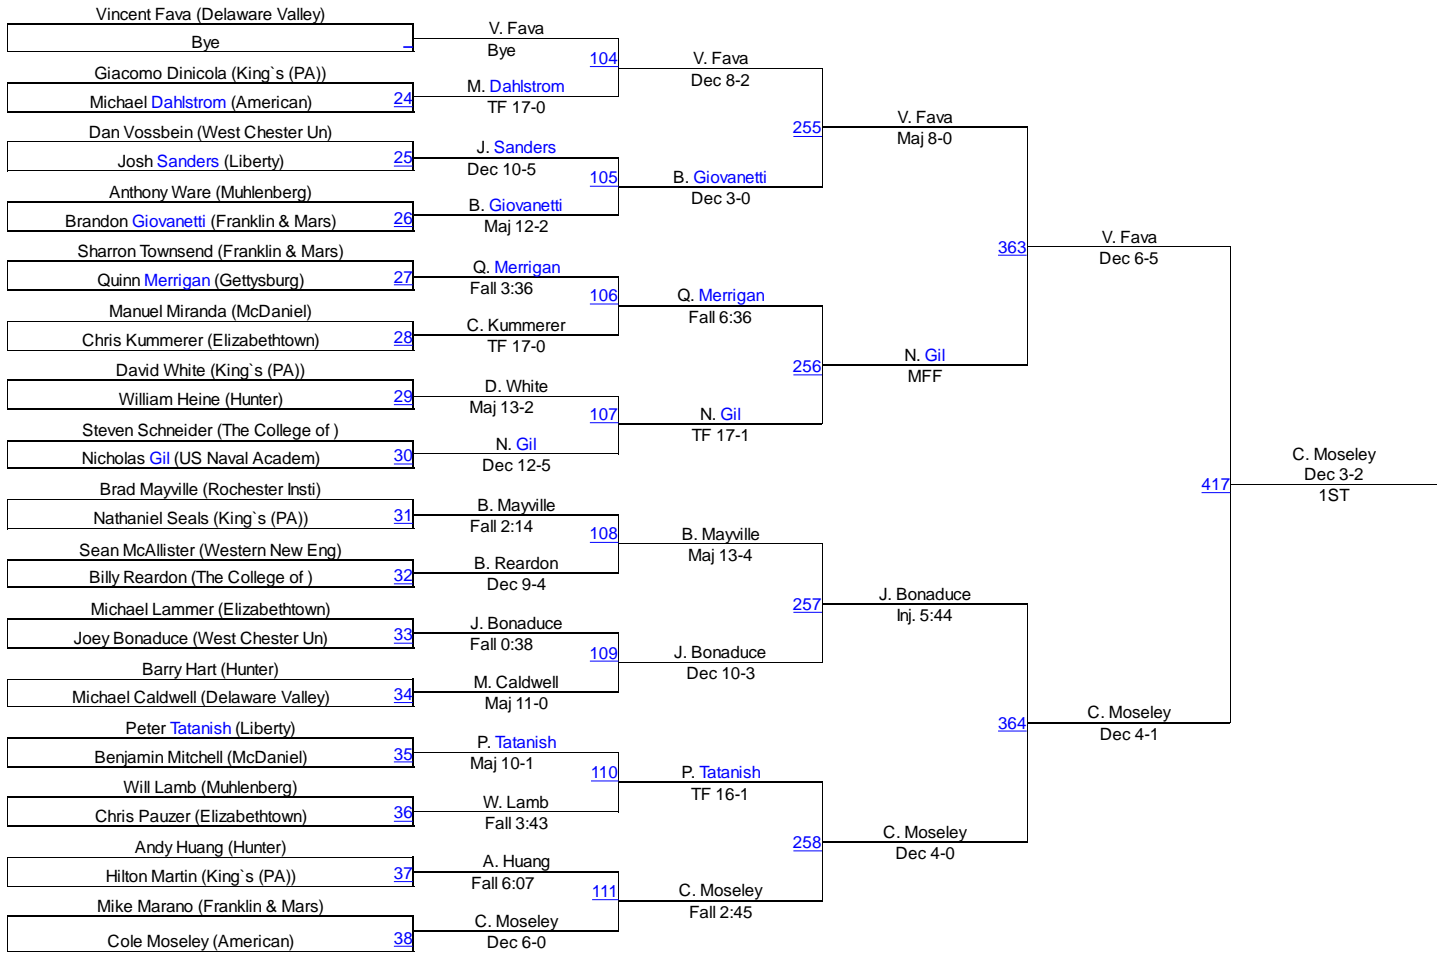 Vincent Fava (Delaware Valley)
Bye
Giacomo Dinicola (King`s (PA))
Michael Dahlstrom (American) 24
Dan Vossbein (West Chester Un)
Josh Sanders (Liberty) 25
Anthony Ware (Muhlenberg)
Brandon Giovanetti (Franklin & Mars) 26
Sharron Townsend (Franklin & Mars)
Quinn Merrigan (Gettysburg) 27
Manuel Miranda (McDaniel)
Chris Kummerer (Elizabethtown) 28
David White (King`s (PA))
William Heine (Hunter) 29
Steven Schneider (The College of )
Nicholas Gil (US Naval Academ) 30
Brad Mayville (Rochester Insti)
Nathaniel Seals (King`s (PA)) 31
Sean McAllister (Western New Eng)
Billy Reardon (The College of ) 32
Michael Lammer (Elizabethtown)
Joey Bonaduce (West Chester Un) 33
Barry Hart (Hunter)
Michael Caldwell (Delaware Valley) 34
Peter Tatanish (Liberty)
Benjamin Mitchell (McDaniel) 35
Will Lamb (Muhlenberg)
Chris Pauzer (Elizabethtown) 36
Andy Huang (Hunter)
Hilton Martin (King`s (PA)) 37
Mike Marano (Franklin & Mars)
Cole Moseley (American) 38
V. Fava
Bye
104
M. Dahlstrom
TF 17-0
J. Sanders
Dec 10-5
105
B. Giovanetti
Maj 12-2
Q. Merrigan
Fall 3:36
106
C. Kummerer
TF 17-0
D. White
Maj 13-2
107
N. Gil
Dec 12-5
B. Mayville
Fall 2:14
108
B. Reardon
Dec 9-4
J. Bonaduce
Fall 0:38
109
M. Caldwell
Maj 11-0
P. Tatanish
Maj 10-1
110
W. Lamb
Fall 3:43
A. Huang
Fall 6:07
111
C. Moseley
Dec 6-0
V. Fava
Dec 8-2
255
B. Giovanetti
Dec 3-0
Q. Merrigan
Fall 6:36
256
N. Gil
TF 17-1
B. Mayville
Maj 13-4
257
J. Bonaduce
Dec 10-3
P. Tatanish
TF 16-1
258
C. Moseley
Fall 2:45
V. Fava
Maj 8-0
363
N. Gil
MFF
J. Bonaduce
Inj. 5:44
364
C. Moseley
Dec 4-0
V. Fava
Dec 6-5
417
C. Moseley
Dec 4-1
C. Moseley
Dec 3-2
1ST